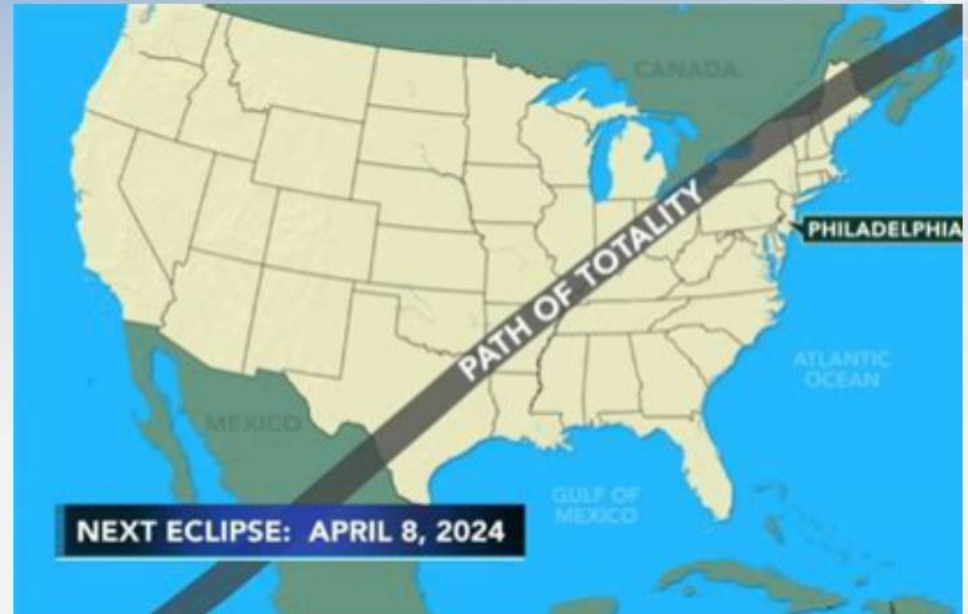 CANADA
PATH OF TOTALITY
PHILADELPHIA
ATLANTIC
OCEAN
MEXICO
GULF OF
MEXICO
NEXT ECLIPSE: APRIL 8, 2024